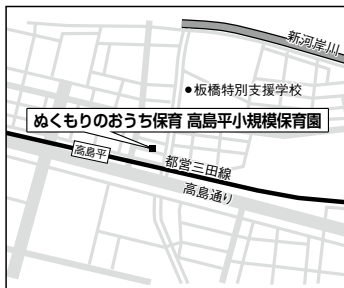 新河岸川
板橋特別支援学校
ぬくもりのおうち保育 高島平小規模保育園
高島平
都営三田線
高島通り